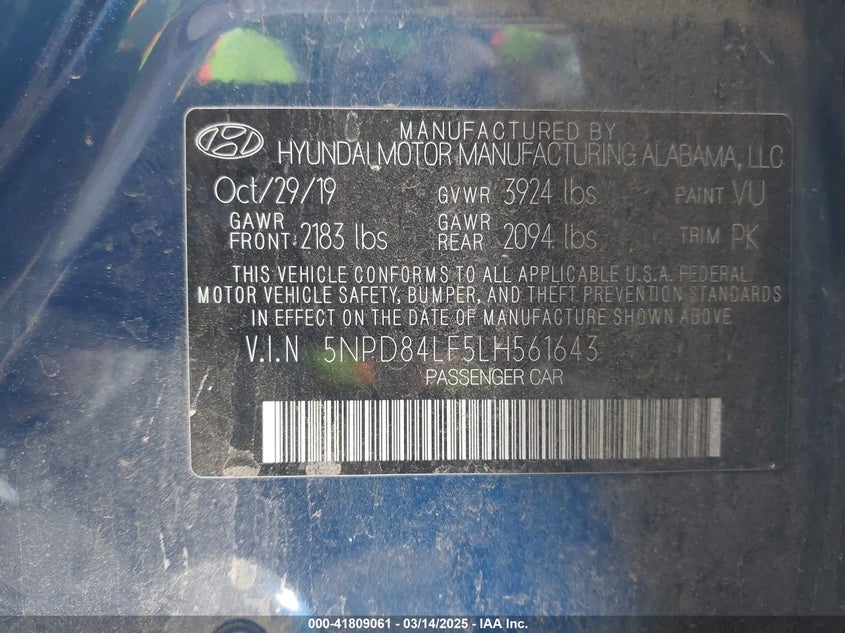 MANUFACTURED BY
HYUNDAI MOTOR MANUFACTURING ALABAMA, LLC
Oct/29/19 GVWR 3924 lbs PAINT VU
GAWR FRONT 2183 lbs GAWR REAR 2094 lbs TRIM PK
THIS VEHICLE CONFORMS TO ALL APPLICABLE U.S.A. FEDERAL
MOTOR VEHICLE SAFETY, BUMPER, AND THEFT PREVENTION STANDARDS
IN EFFECT ON THE DATE OF MANUFACTURE SHOWN ABOVE.
V.I.N 5NPD84LF5LH561643
PASSENGER CAR
000-41809061 - 03/14/2025 - IAA Inc.